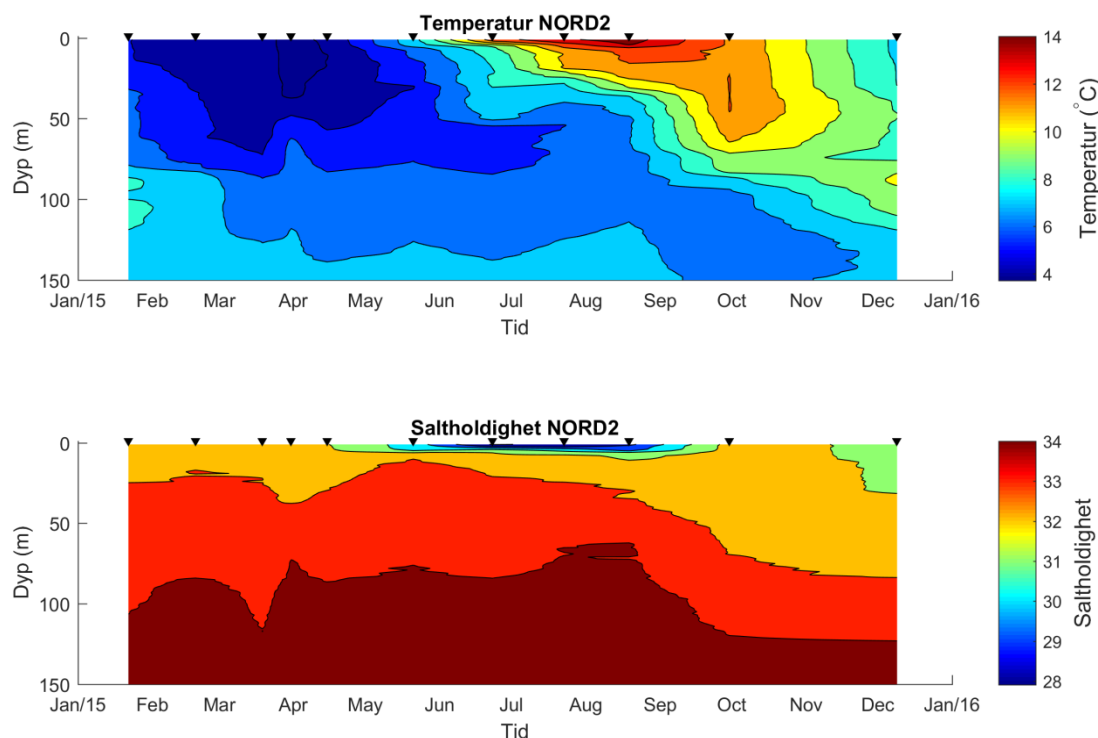 Temperatur NORD2
0
50
100
150
Dyp (m)
Jan/15 Feb Mar Apr May Jun Jul Aug Sep Oct Nov Dec Jan/16
Tid
14
12
10
8
6
4
Temperatur (°C)
Saltholdighet NORD2
0
50
100
150
Dyp (m)
Jan/15 Feb Mar Apr May Jun Jul Aug Sep Oct Nov Dec Jan/16
Tid
34
33
32
31
30
29
28
Saltholdighet